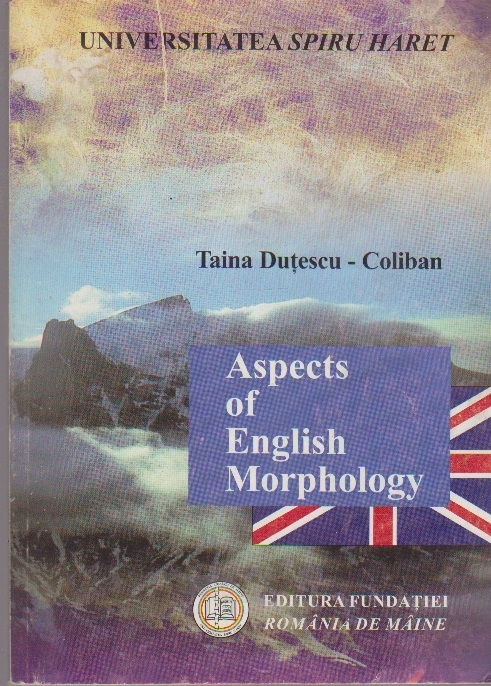 UNIVERSITATEA SPIRU HARET
Taina Duțescu - Coliban
Aspects
of
English
Morphology
EDITURA FUNDAȚIEI
ROMÂNIA DE MÂINE